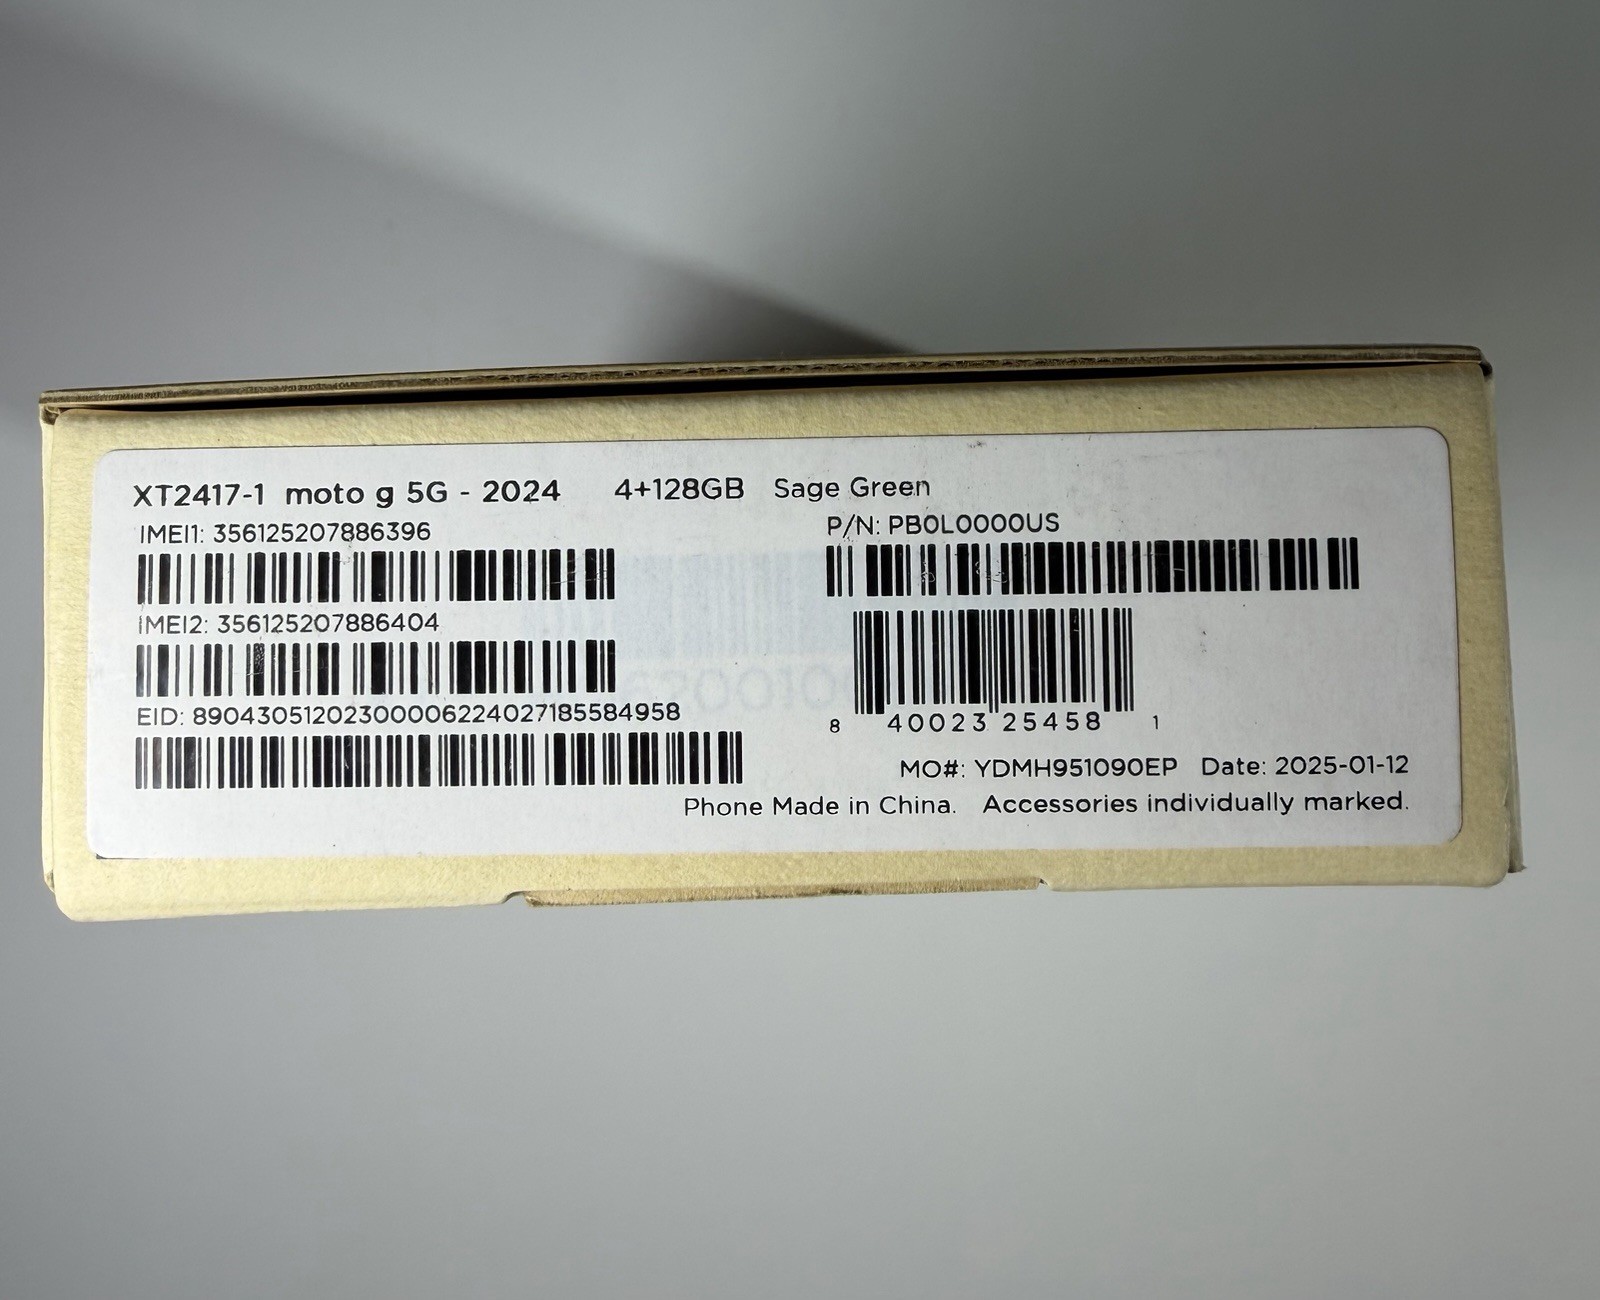 XT2417-1 moto g 5G - 2024 4+128GB Sage Green
IMEI1: 356125207886396
P/N: PB0L0000US
IMEI2: 356125207886404
EID: 89043051202300006224027185584958
8 40023 25458 1
MO#: YDMH951090EP Date: 2025-01-12
Phone Made in China. Accessories individually marked.